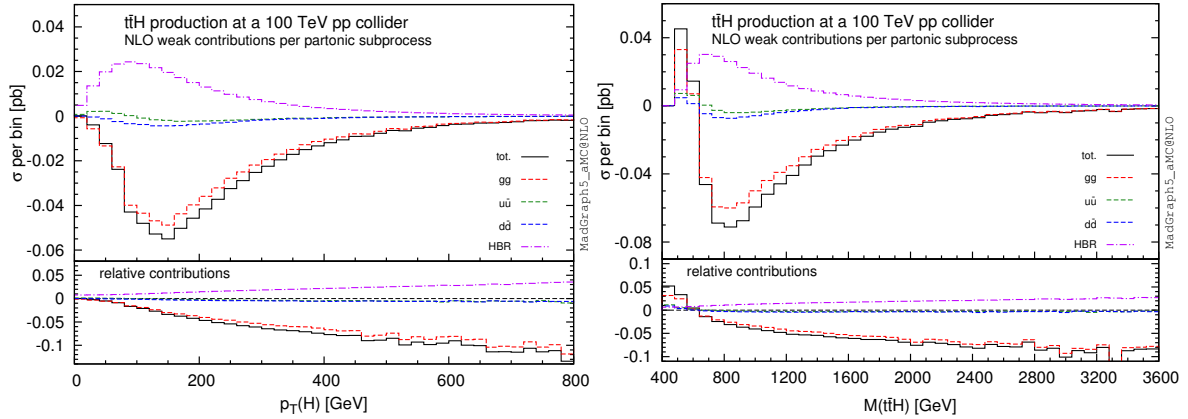 tt̄H production at a 100 TeV pp collider
NLO weak contributions per partonic subprocess
σ per bin [pb]
0.04
0.02
0
-0.02
-0.04
-0.06
tot.
gg
uū
dd̄
HBR
MadGraph5_aMC@NLO
relative contributions
0.05
0
-0.05
-0.1
0
200
400
600
800
p_T(H) [GeV]
tt̄H production at a 100 TeV pp collider
NLO weak contributions per partonic subprocess
σ per bin [pb]
0.04
0
-0.04
-0.08
tot.
gg
uū
dd̄
HBR
MadGraph5_aMC@NLO
relative contributions
0.1
0.05
0
-0.05
-0.1
400
800
1200
1600
2000
2400
2800
3200
3600
M(tt̄H) [GeV]